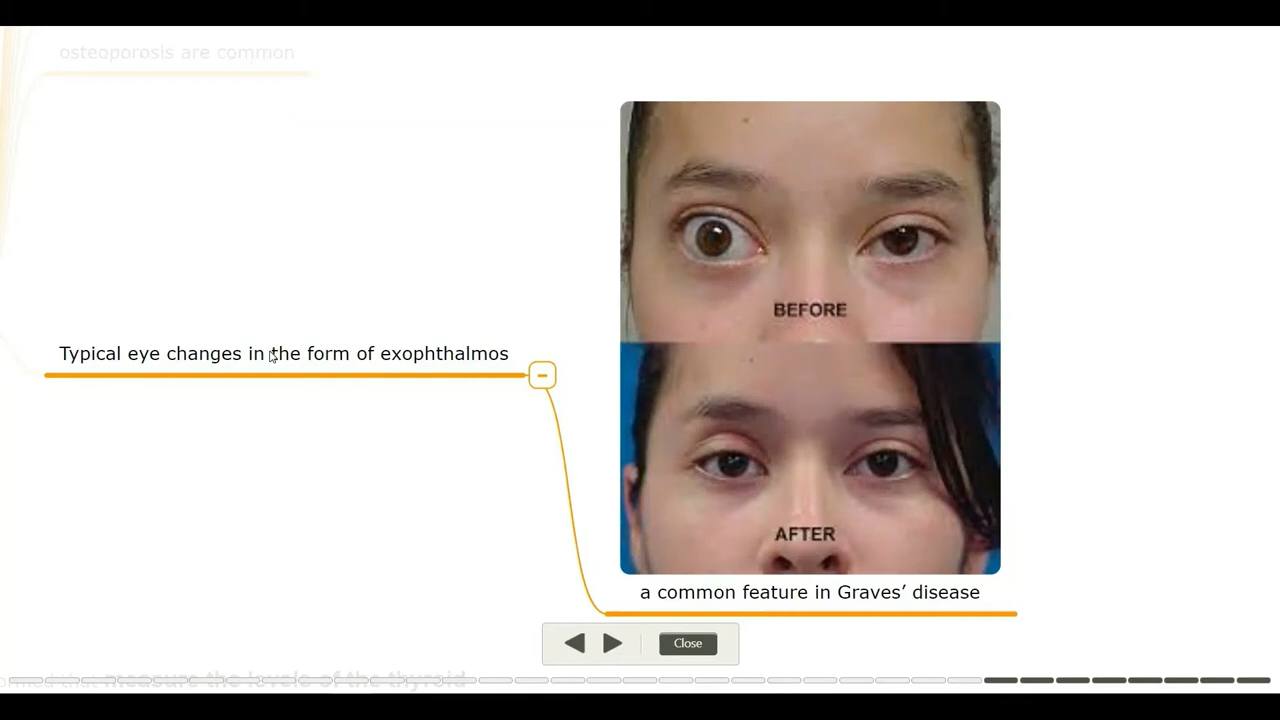 osteoporosis are common
BEFORE
Typical eye changes in the form of exophthalmos
AFTER
a common feature in Graves’ disease
Close
measure the levels of the thyroid